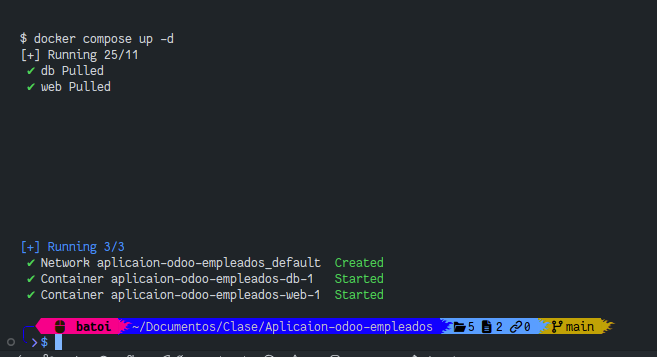 $ docker compose up -d
[+] Running 25/11
✔ db Pulled
✔ web Pulled
[+] Running 3/3
✔ Network aplicaion-odoo-empleados_default Created
✔ Container aplicaion-odoo-empleados-db-1 Started
✔ Container aplicaion-odoo-empleados-web-1 Started
batoi ~/Documentos/Clase/Aplicaion-odoo-empleados 5 2 0 main
❯$